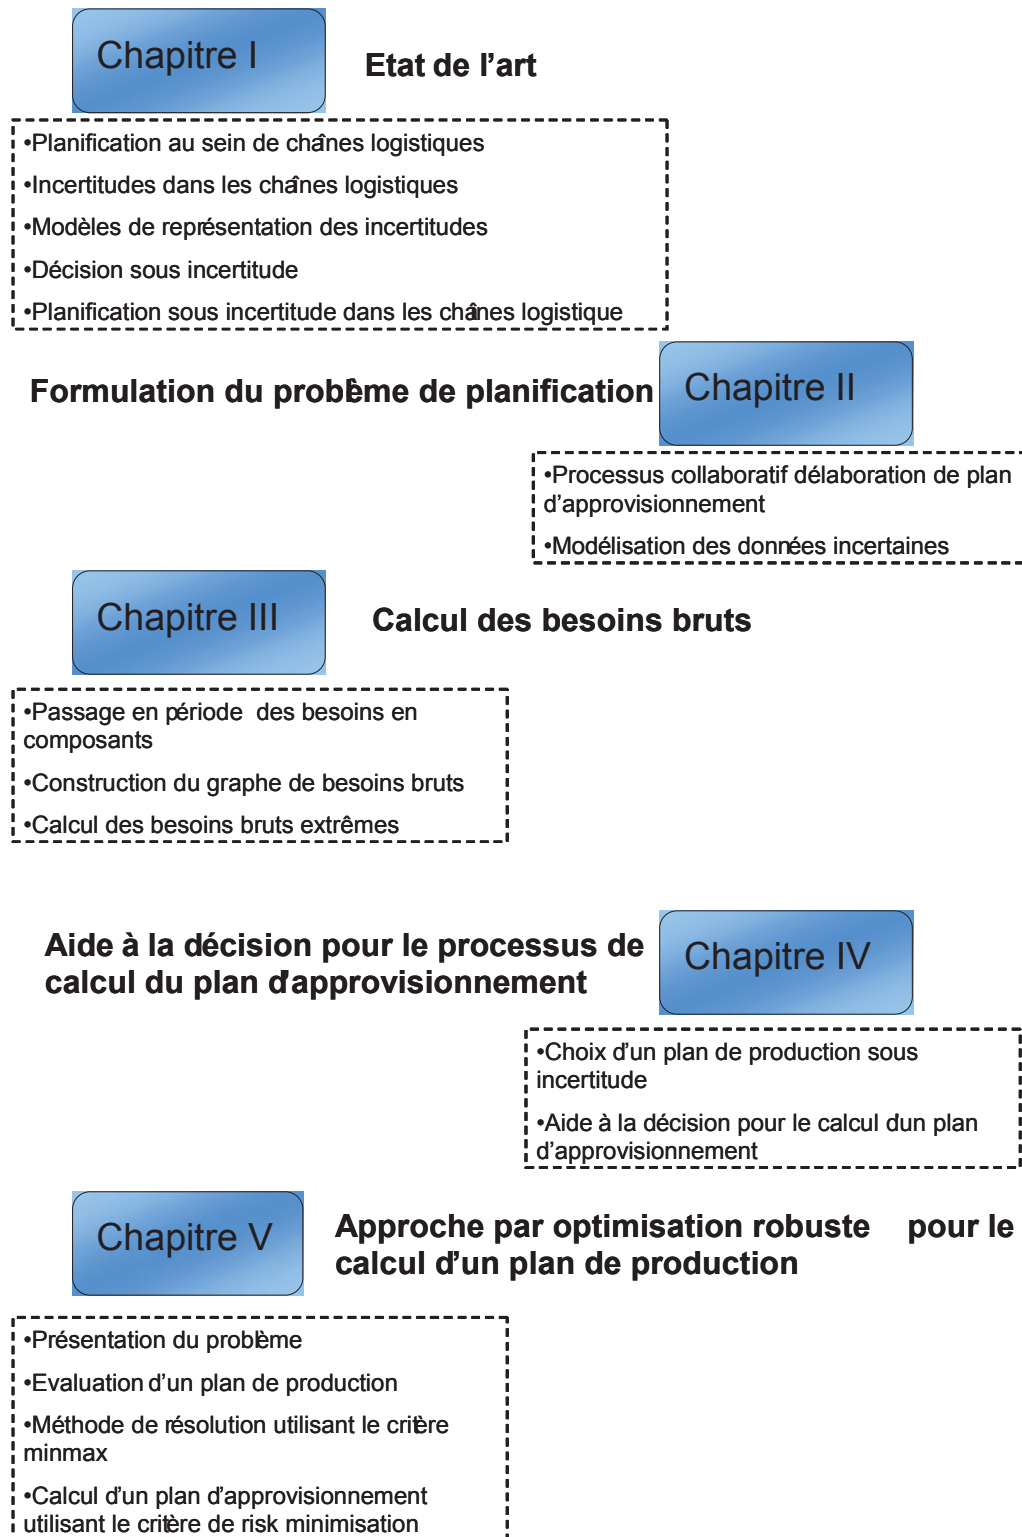 Chapitre I
Etat de l'art
•Planification au sein de chaînes logistiques
•Incertitudes dans les chaînes logistiques
•Modèles de représentation des incertitudes
•Décision sous incertitude
•Planification sous incertitude dans les chaînes logistique
Formulation du problème de planification
Chapitre II
•Processus collaboratif délaboration de plan
d'approvisionnement
•Modélisation des données incertaines
Chapitre III
Calcul des besoins bruts
•Passage en période des besoins en
composants
•Construction du graphe de besoins bruts
•Calcul des besoins bruts extrêmes
Aide à la décision pour le processus de
calcul du plan d'approvisionnement
Chapitre IV
•Choix d'un plan de production sous
incertitude
•Aide à la décision pour le calcul d'un plan
d'approvisionnement
Chapitre V
Approche par optimisation robuste pour le
calcul d'un plan de production
•Présentation du problème
•Evaluation d'un plan de production
•Méthode de résolution utilisant le critère
minmax
•Calcul d'un plan d'approvisionnement
utilisant le critère de risk minimisation